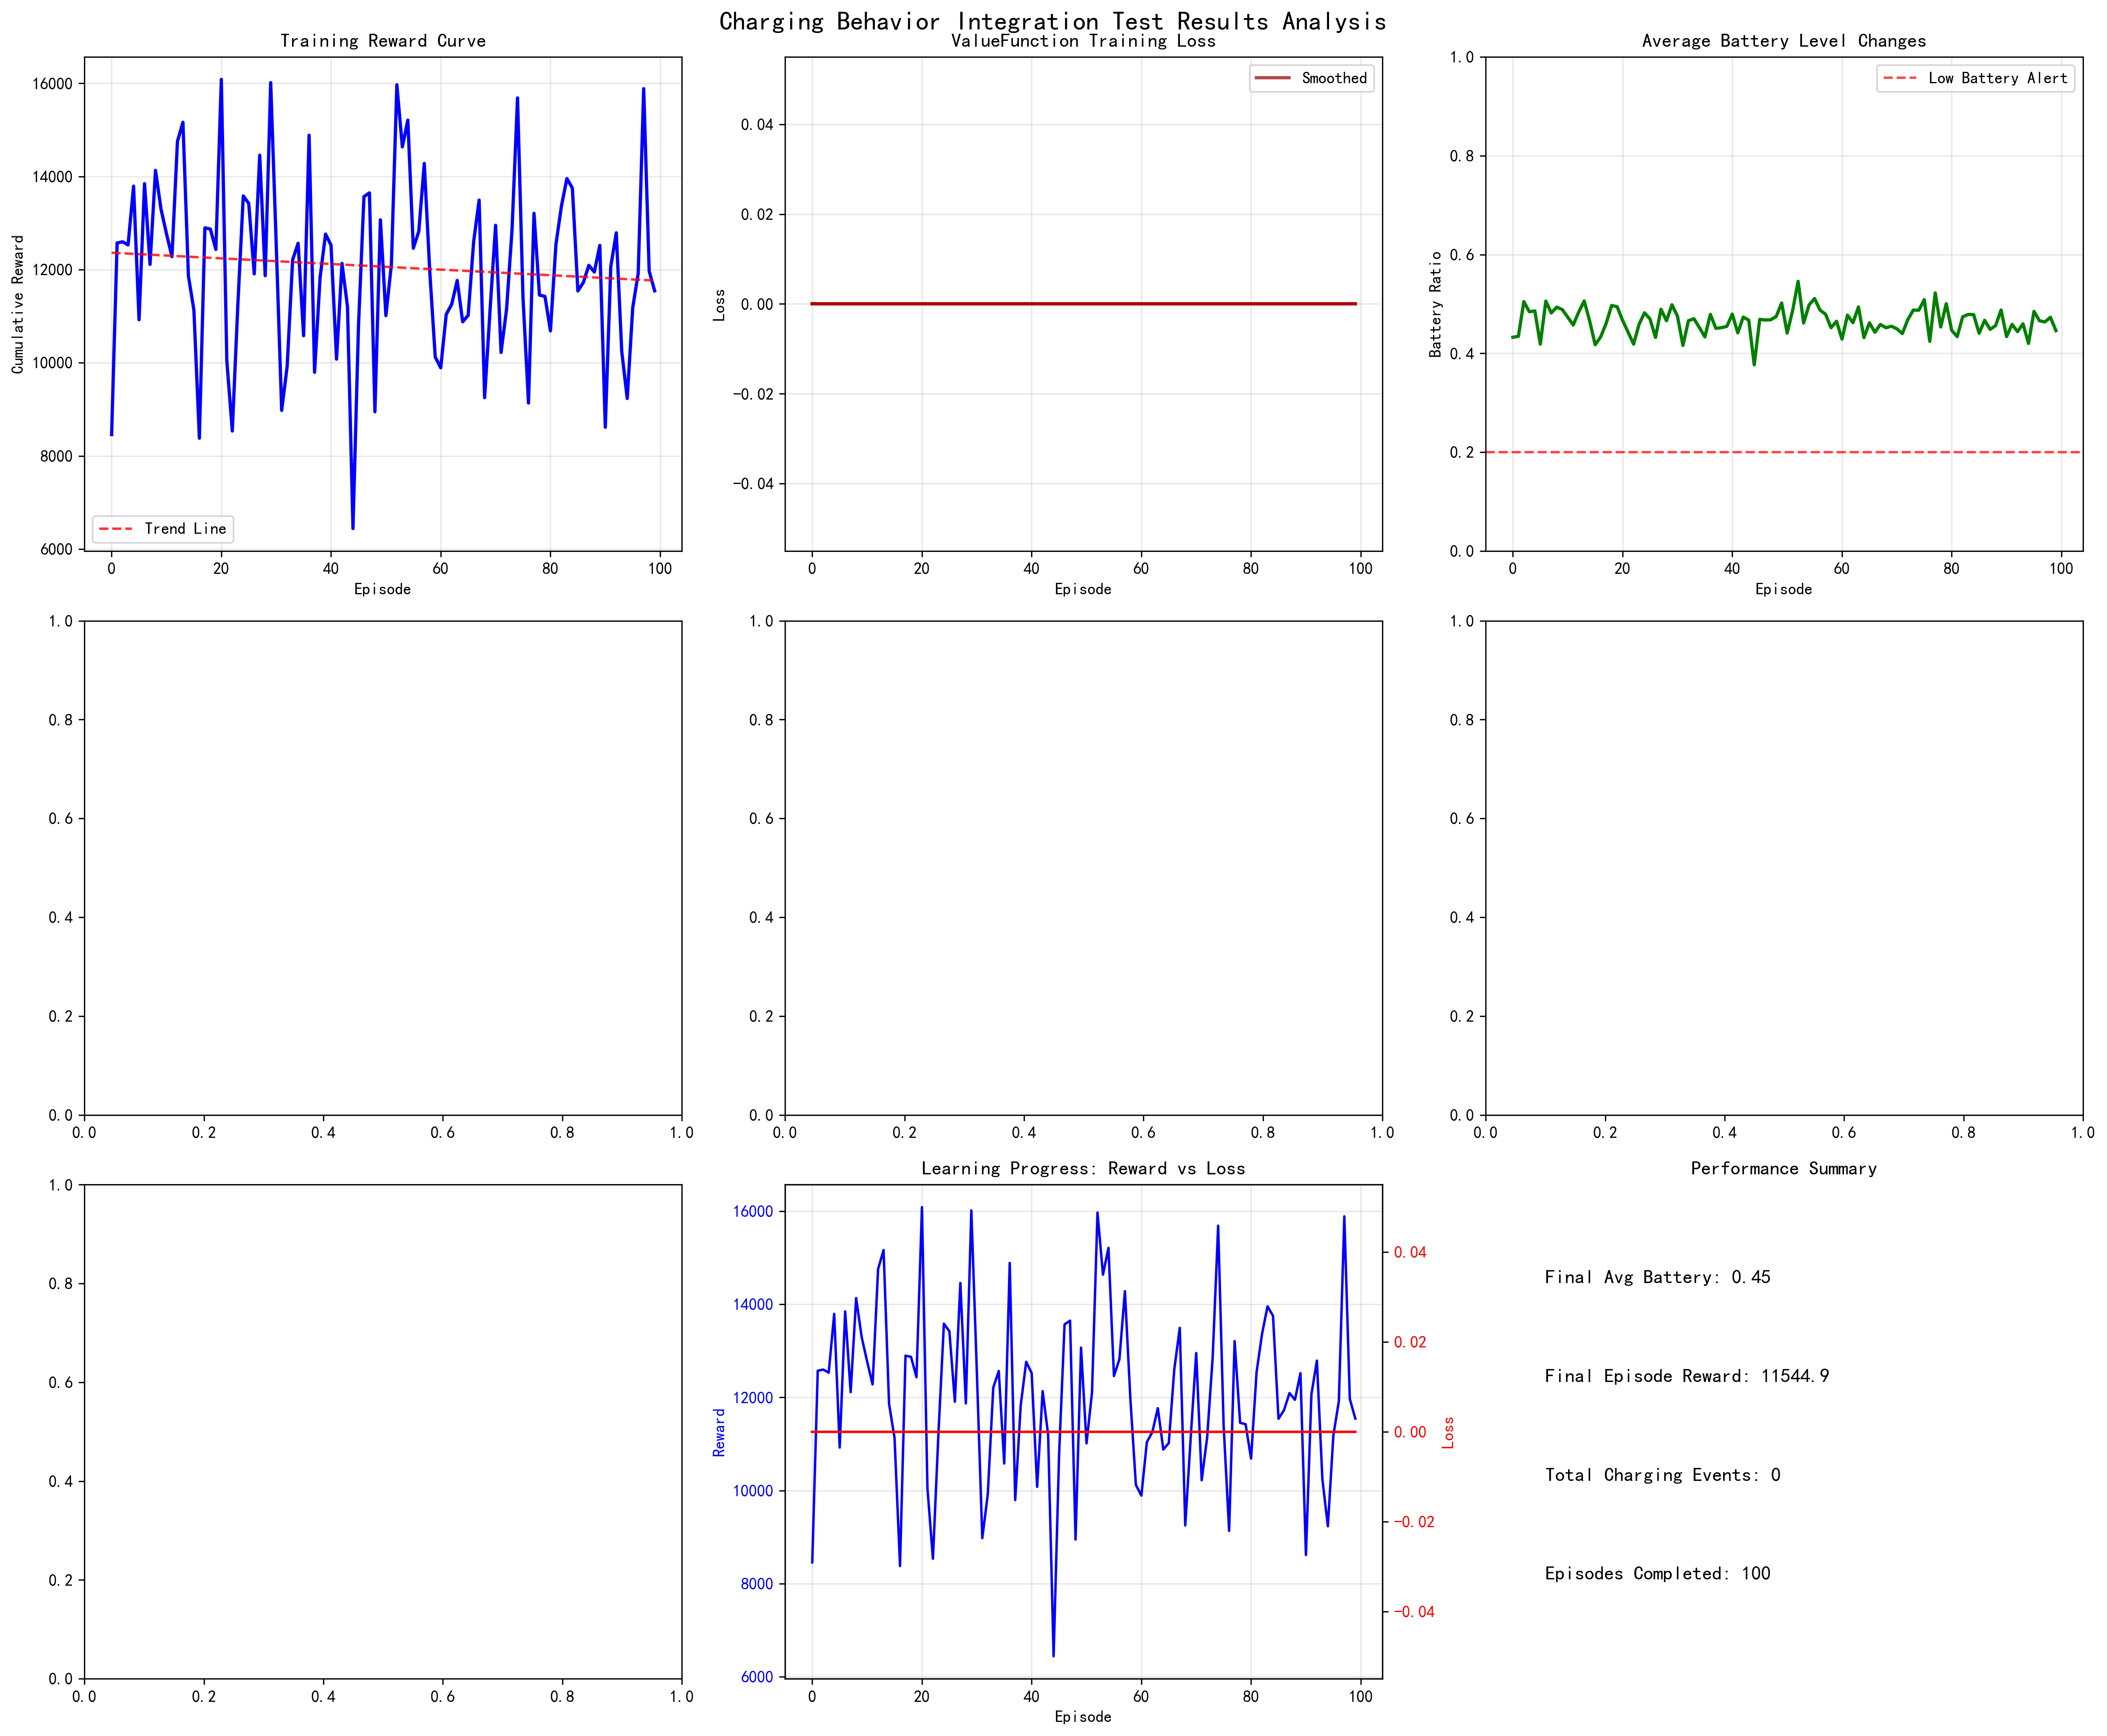 Charging Behavior Integration Test Results Analysis
Training Reward Curve
16000
14000
12000
10000
8000
6000
Cumulative Reward
Trend Line
0 20 40 60 80 100
Episode
ValueFunction Training Loss
0.04
0.02
0.00
−0.02
−0.04
Loss
Smoothed
0 20 40 60 80 100
Episode
Average Battery Level Changes
1.0
0.8
0.6
0.4
0.2
0.0
Battery Ratio
Low Battery Alert
0 20 40 60 80 100
Episode
1.0
0.8
0.6
0.4
0.2
0.0
0.0 0.2 0.4 0.6 0.8 1.0
1.0
0.8
0.6
0.4
0.2
0.0
0.0 0.2 0.4 0.6 0.8 1.0
1.0
0.8
0.6
0.4
0.2
0.0
0.0 0.2 0.4 0.6 0.8 1.0
1.0
0.8
0.6
0.4
0.2
0.0
0.0 0.2 0.4 0.6 0.8 1.0
Learning Progress: Reward vs Loss
16000
14000
12000
10000
8000
6000
Reward
0.04
0.02
0.00
−0.02
−0.04
Loss
0 20 40 60 80 100
Episode
Performance Summary
Final Avg Battery: 0.45
Final Episode Reward: 11544.9
Total Charging Events: 0
Episodes Completed: 100